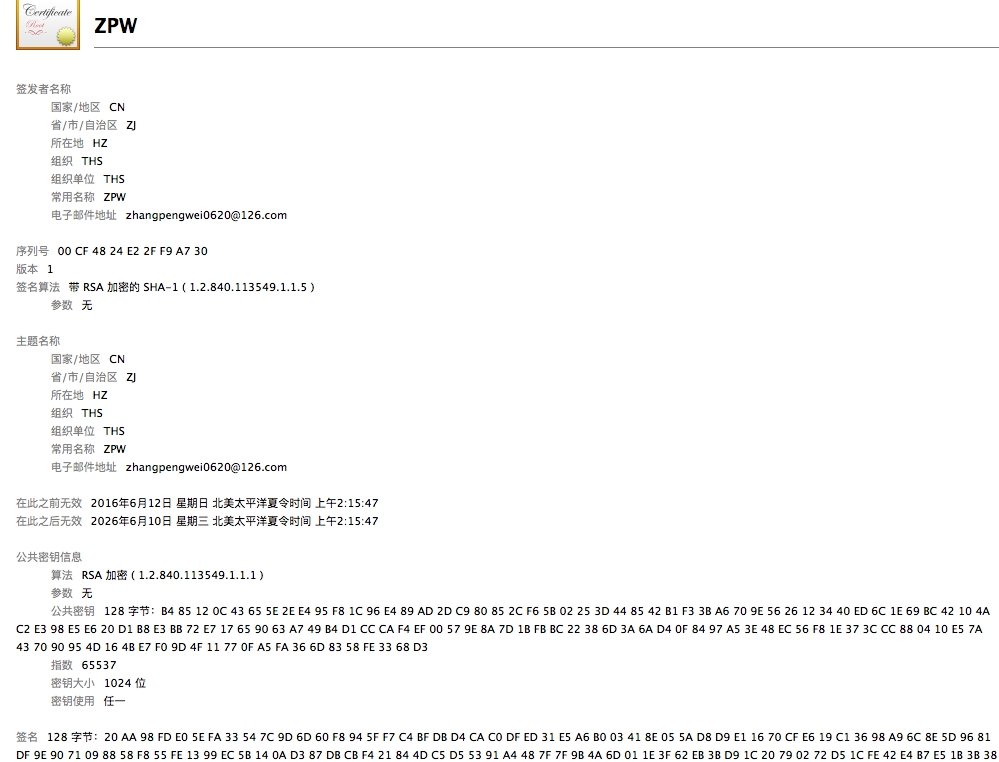 Certificate
Root
ZPW
签发者名称
国家/地区 CN
省/市/自治区 ZJ
所在地 HZ
组织 THS
组织单位 THS
常用名称 ZPW
电子邮件地址 zhangpengwei0620@126.com
序列号 00 CF 48 24 E2 2F F9 A7 30
版本 1
签名算法 带 RSA 加密的 SHA-1 ( 1.2.840.113549.1.1.5 )
参数 无
主题名称
国家/地区 CN
省/市/自治区 ZJ
所在地 HZ
组织 THS
组织单位 THS
常用名称 ZPW
电子邮件地址 zhangpengwei0620@126.com
在此之前无效 2016年6月12日 星期日 北美太平洋夏令时间 上午2:15:47
在此之后无效 2026年6月10日 星期三 北美太平洋夏令时间 上午2:15:47
公共密钥信息
算法 RSA 加密 ( 1.2.840.113549.1.1.1 )
参数 无
公共密钥 128 字节：B4 85 12 0C 43 65 5E 2E E4 95 F8 1C 96 E4 89 AD 2D C9 80 85 2C F6 5B 02 25 3D 44 85 42 B1 F3 3B A6 70 9E 56 26 12 34 40 ED 6C 1E 69 BC 42 10 4A
C2 E3 98 E5 E6 20 D1 B8 E3 BB 72 E7 17 65 90 63 A7 49 B4 D1 CC CA F4 EF 00 57 9E 8A 7D 1B FB BC 22 38 6D 3A 6A D4 0F 84 97 A5 3E 48 EC 56 F8 1E 37 3C CC 88 04 10 E5 7A
43 70 90 95 4D 16 4B E7 F0 9D 4F 11 77 0F A5 FA 36 6D 83 58 FE 33 68 D3
指数 65537
密钥大小 1024 位
密钥使用 任一
签名 128 字节：20 AA 98 FD E0 5E FA 33 54 7C 9D 6D 60 F8 94 5F F7 C4 BF DB D4 CA C0 DF ED 31 E5 A6 B0 03 41 8E 05 5A D8 D9 E1 16 70 CF E6 19 C1 36 98 A9 6C 8E 5D 96 81
DF 9E 90 71 09 88 58 F8 55 FE 13 99 EC 5B 14 0A D3 87 DB CB F4 21 84 4D C5 D5 53 91 A4 48 7F 7F 9B 4A 6D 01 1E 3F 62 EB 3B D9 1C 20 79 02 72 D5 1C FE 42 E4 B7 E5 1B 3B 38